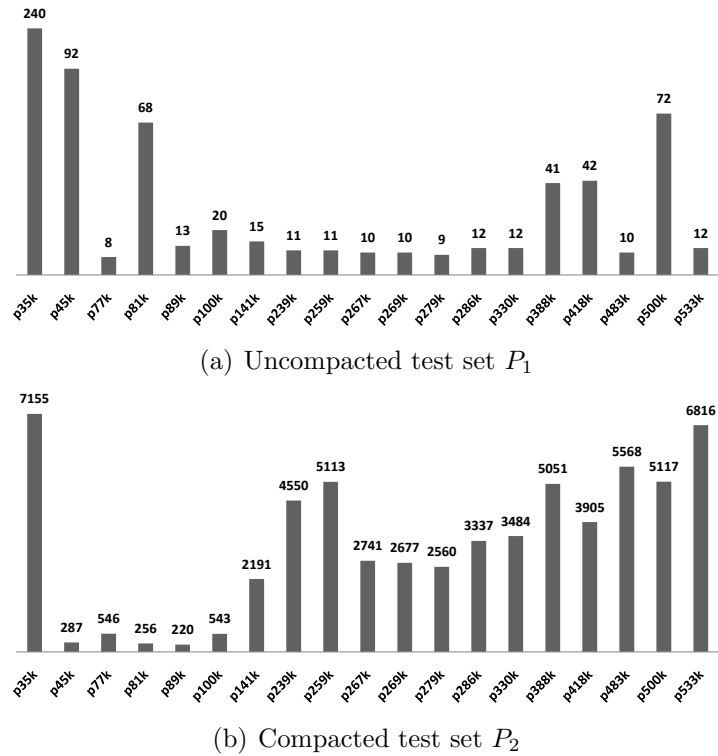 240
92
8
68
13
20
15
11
11
10
10
9
12
12
41
42
10
72
12
p35k
p45k
p77k
p81k
p89k
p100k
p141k
p239k
p259k
p267k
p269k
p279k
p286k
p330k
p388k
p418k
p483k
p500k
p533k
(a) Uncompacted test set P₁
7155
287
546
256
220
543
2191
4550
5113
2741
2677
2560
3337
3484
5051
3905
5568
5117
6816
p35k
p45k
p77k
p81k
p89k
p100k
p141k
p239k
p259k
p267k
p269k
p279k
p286k
p330k
p388k
p418k
p483k
p500k
p533k
(b) Compacted test set P₂